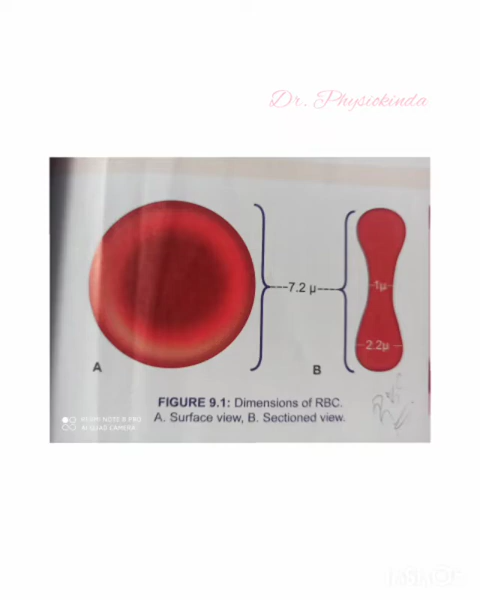 Dr. Physickinda
7.2 μ
1μ
2.2μ
A
B
FIGURE 9.1: Dimensions of RBC.
A. Surface view, B. Sectioned view.
REDMI NOTE 8 PRO
AI QUAD CAMERA